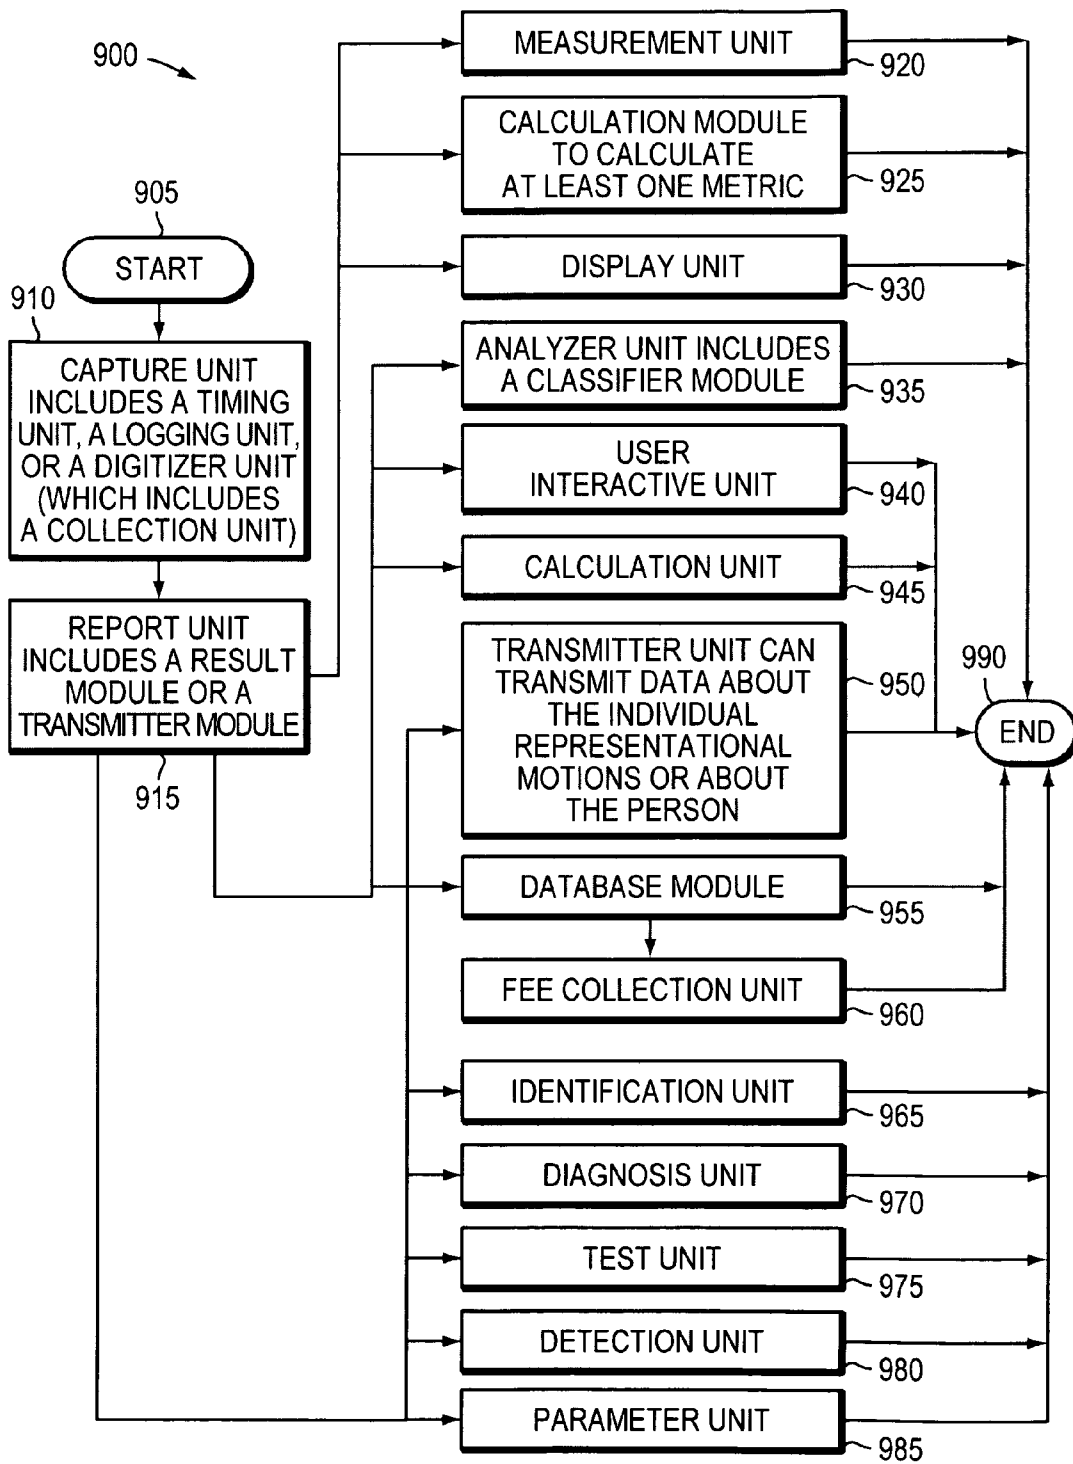 900
905
START
910
CAPTURE UNIT
INCLUDES A TIMING
UNIT, A LOGGING UNIT,
OR A DIGITIZER UNIT
(WHICH INCLUDES
A COLLECTION UNIT)
REPORT UNIT
INCLUDES A RESULT
MODULE OR A
TRANSMITTER MODULE
915
MEASUREMENT UNIT
920
CALCULATION MODULE
TO CALCULATE
AT LEAST ONE METRIC
925
DISPLAY UNIT
930
ANALYZER UNIT INCLUDES
A CLASSIFIER MODULE
935
USER
INTERACTIVE UNIT
940
CALCULATION UNIT
945
TRANSMITTER UNIT CAN
TRANSMIT DATA ABOUT
THE INDIVIDUAL
REPRESENTATIONAL
MOTIONS OR ABOUT
THE PERSON
950
DATABASE MODULE
955
FEE COLLECTION UNIT
960
IDENTIFICATION UNIT
965
DIAGNOSIS UNIT
970
TEST UNIT
975
DETECTION UNIT
980
PARAMETER UNIT
985
990
END